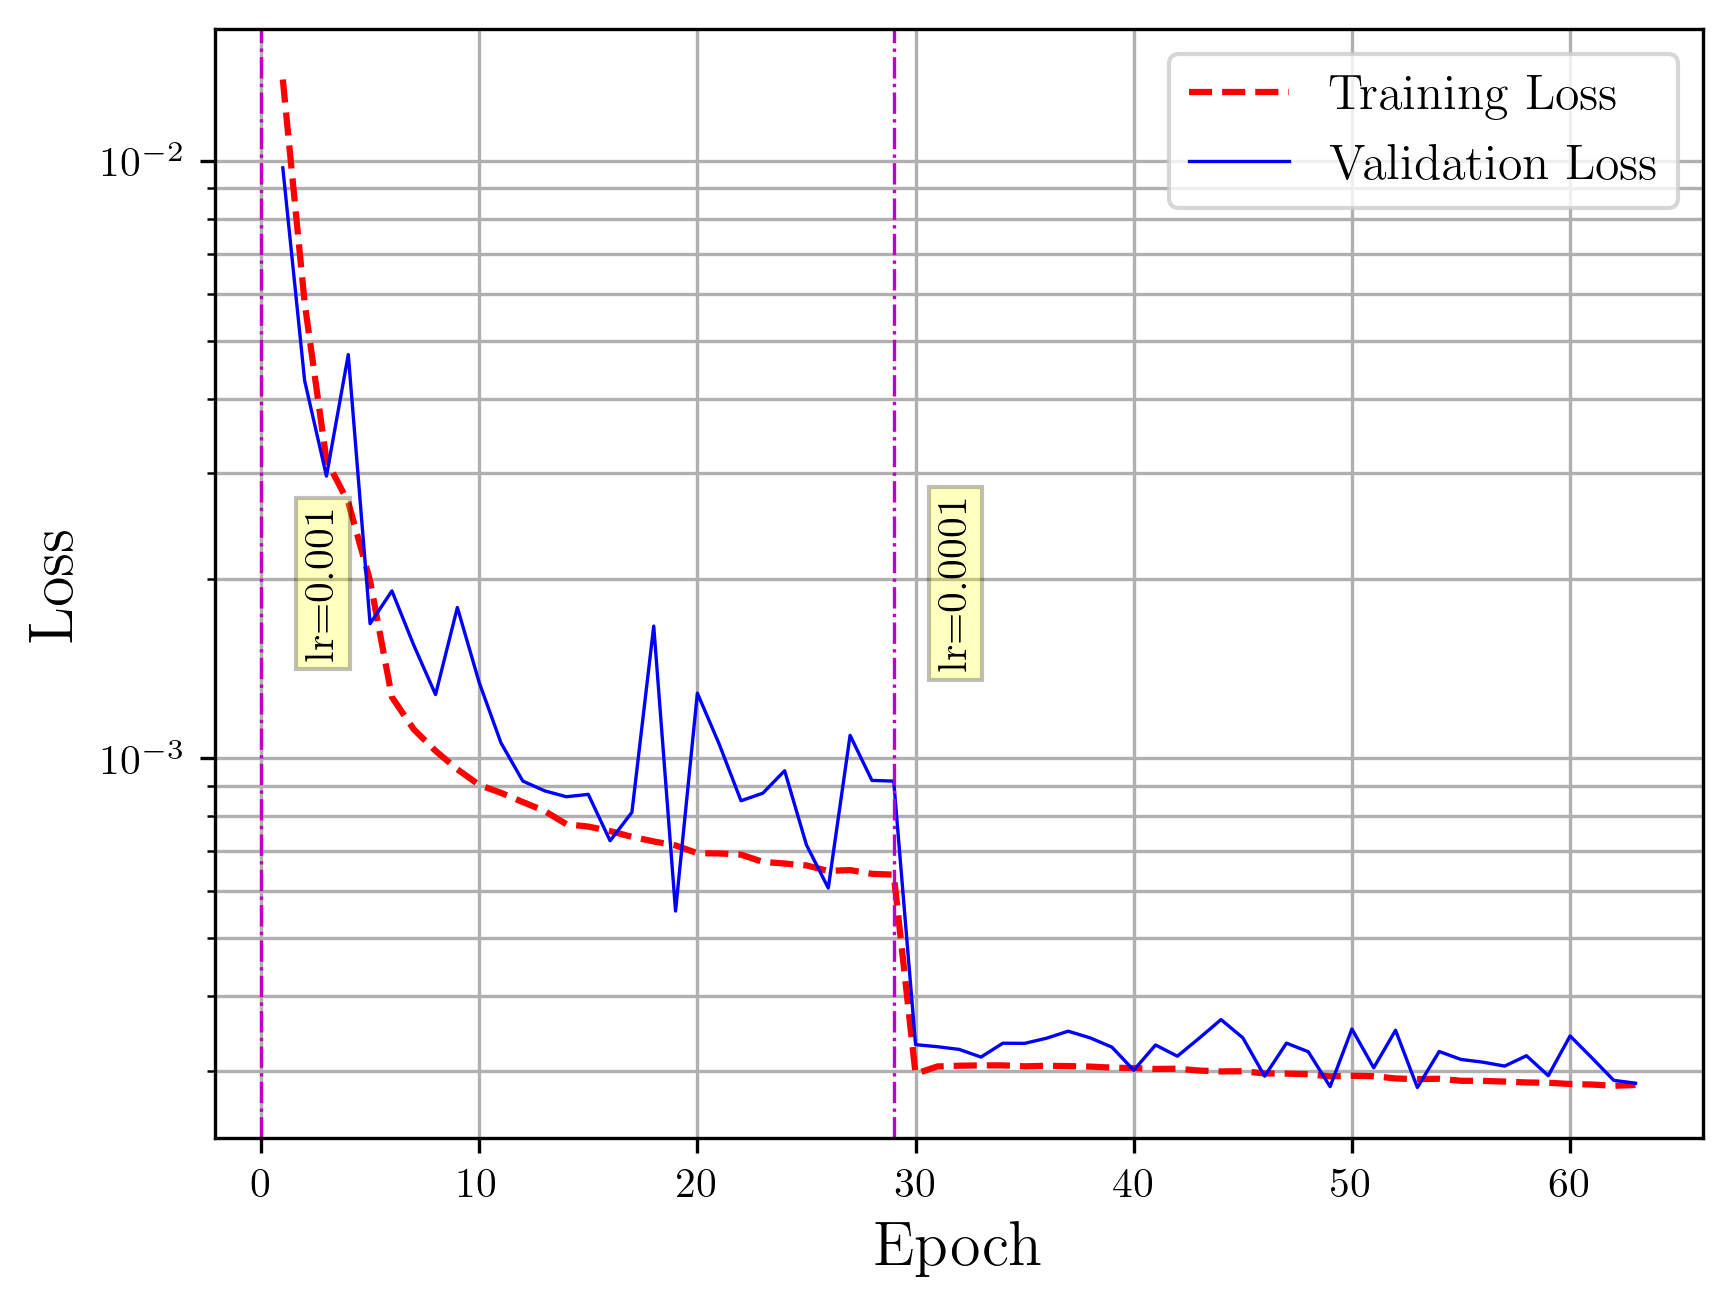 Training Loss
Validation Loss
10⁻²
10⁻³
Loss
lr=0.001
lr=0.0001
0 10 20 30 40 50 60
Epoch